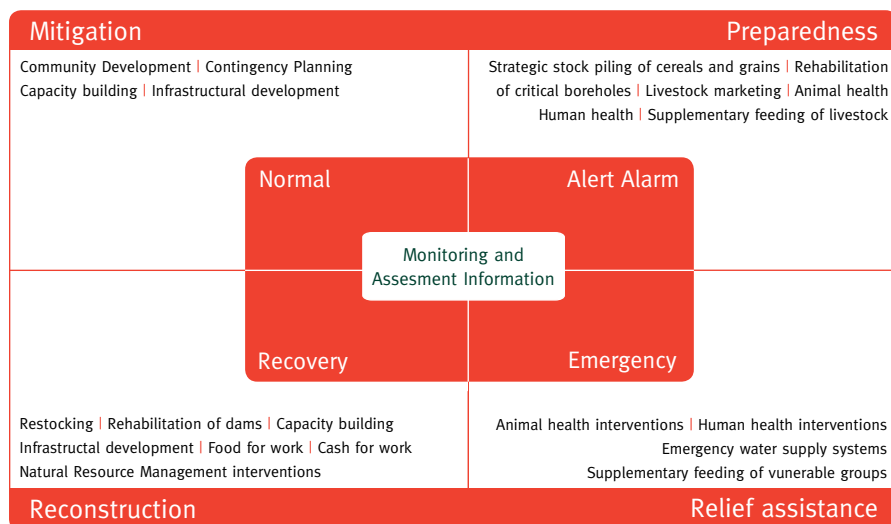 Mitigation
Preparedness
Community Development | Contingency Planning
Capacity building | Infrastructural development
Strategic stock piling of cereals and grains | Rehabilitation
of critical boreholes | Livestock marketing | Animal health
Human health | Supplementary feeding of livestock
Normal
Alert Alarm
Monitoring and
Assesment Information
Recovery
Emergency
Restocking | Rehabilitation of dams | Capacity building
Infrastructal development | Food for work | Cash for work
Natural Resource Management interventions
Animal health interventions | Human health interventions
Emergency water supply systems
Supplementary feeding of vunerable groups
Reconstruction
Relief assistance